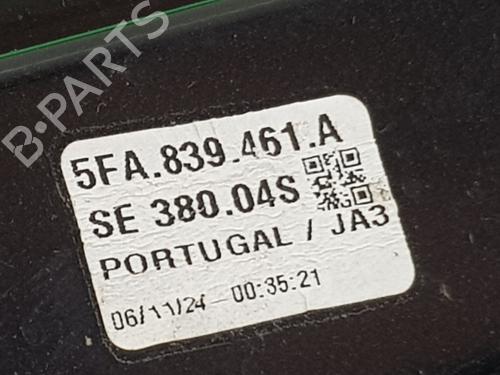 B-PARTS
5FA.839.461.A
SE 380.04S
PORTUGAL / JA3
06/11/24-00:35:21